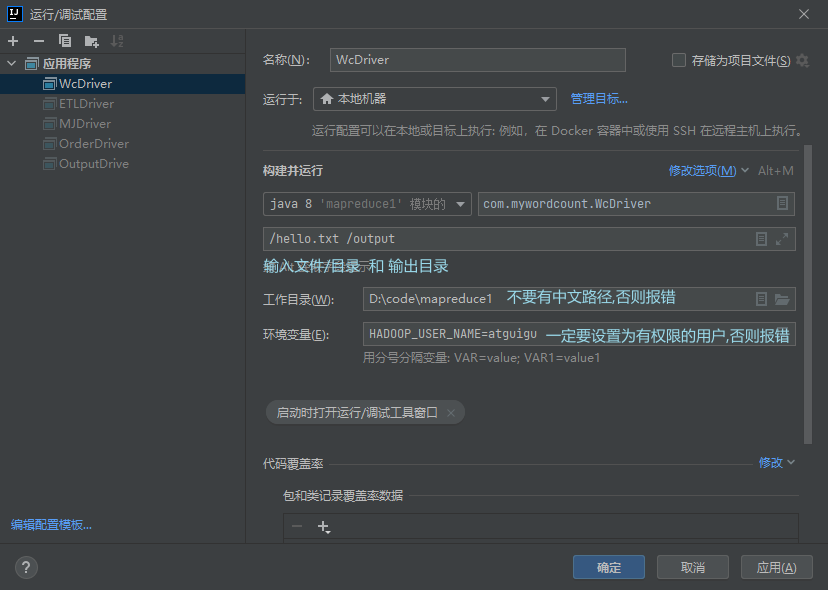 运行/调试配置
应用程序
WcDriver
ETLDriver
MJDriver
OrderDriver
OutputDrive
编辑配置模板...
名称(N):
WcDriver
存储为项目文件(S)
运行于:
本地机器
管理目标...
运行配置可以在本地或目标上执行: 例如，在 Docker 容器中或使用 SSH 在远程主机上执行。
构建并运行
修改选项(M)
Alt+M
java 8 'mapreduce1' 模块的
com.mywordcount.WcDriver
/hello.txt /output
输入文件/目录 和 输出目录
工作目录(W):
D:\code\mapreduce1
不要有中文路径,否则报错
环境变量(E):
HADOOP_USER_NAME=atguigu
一定要设置为有权限的用户,否则报错
用分号分隔变量: VAR=value; VAR1=value1
启动时打开运行/调试工具窗口
代码覆盖率
修改
包和类记录覆盖率数据
?
确定
取消
应用(A)